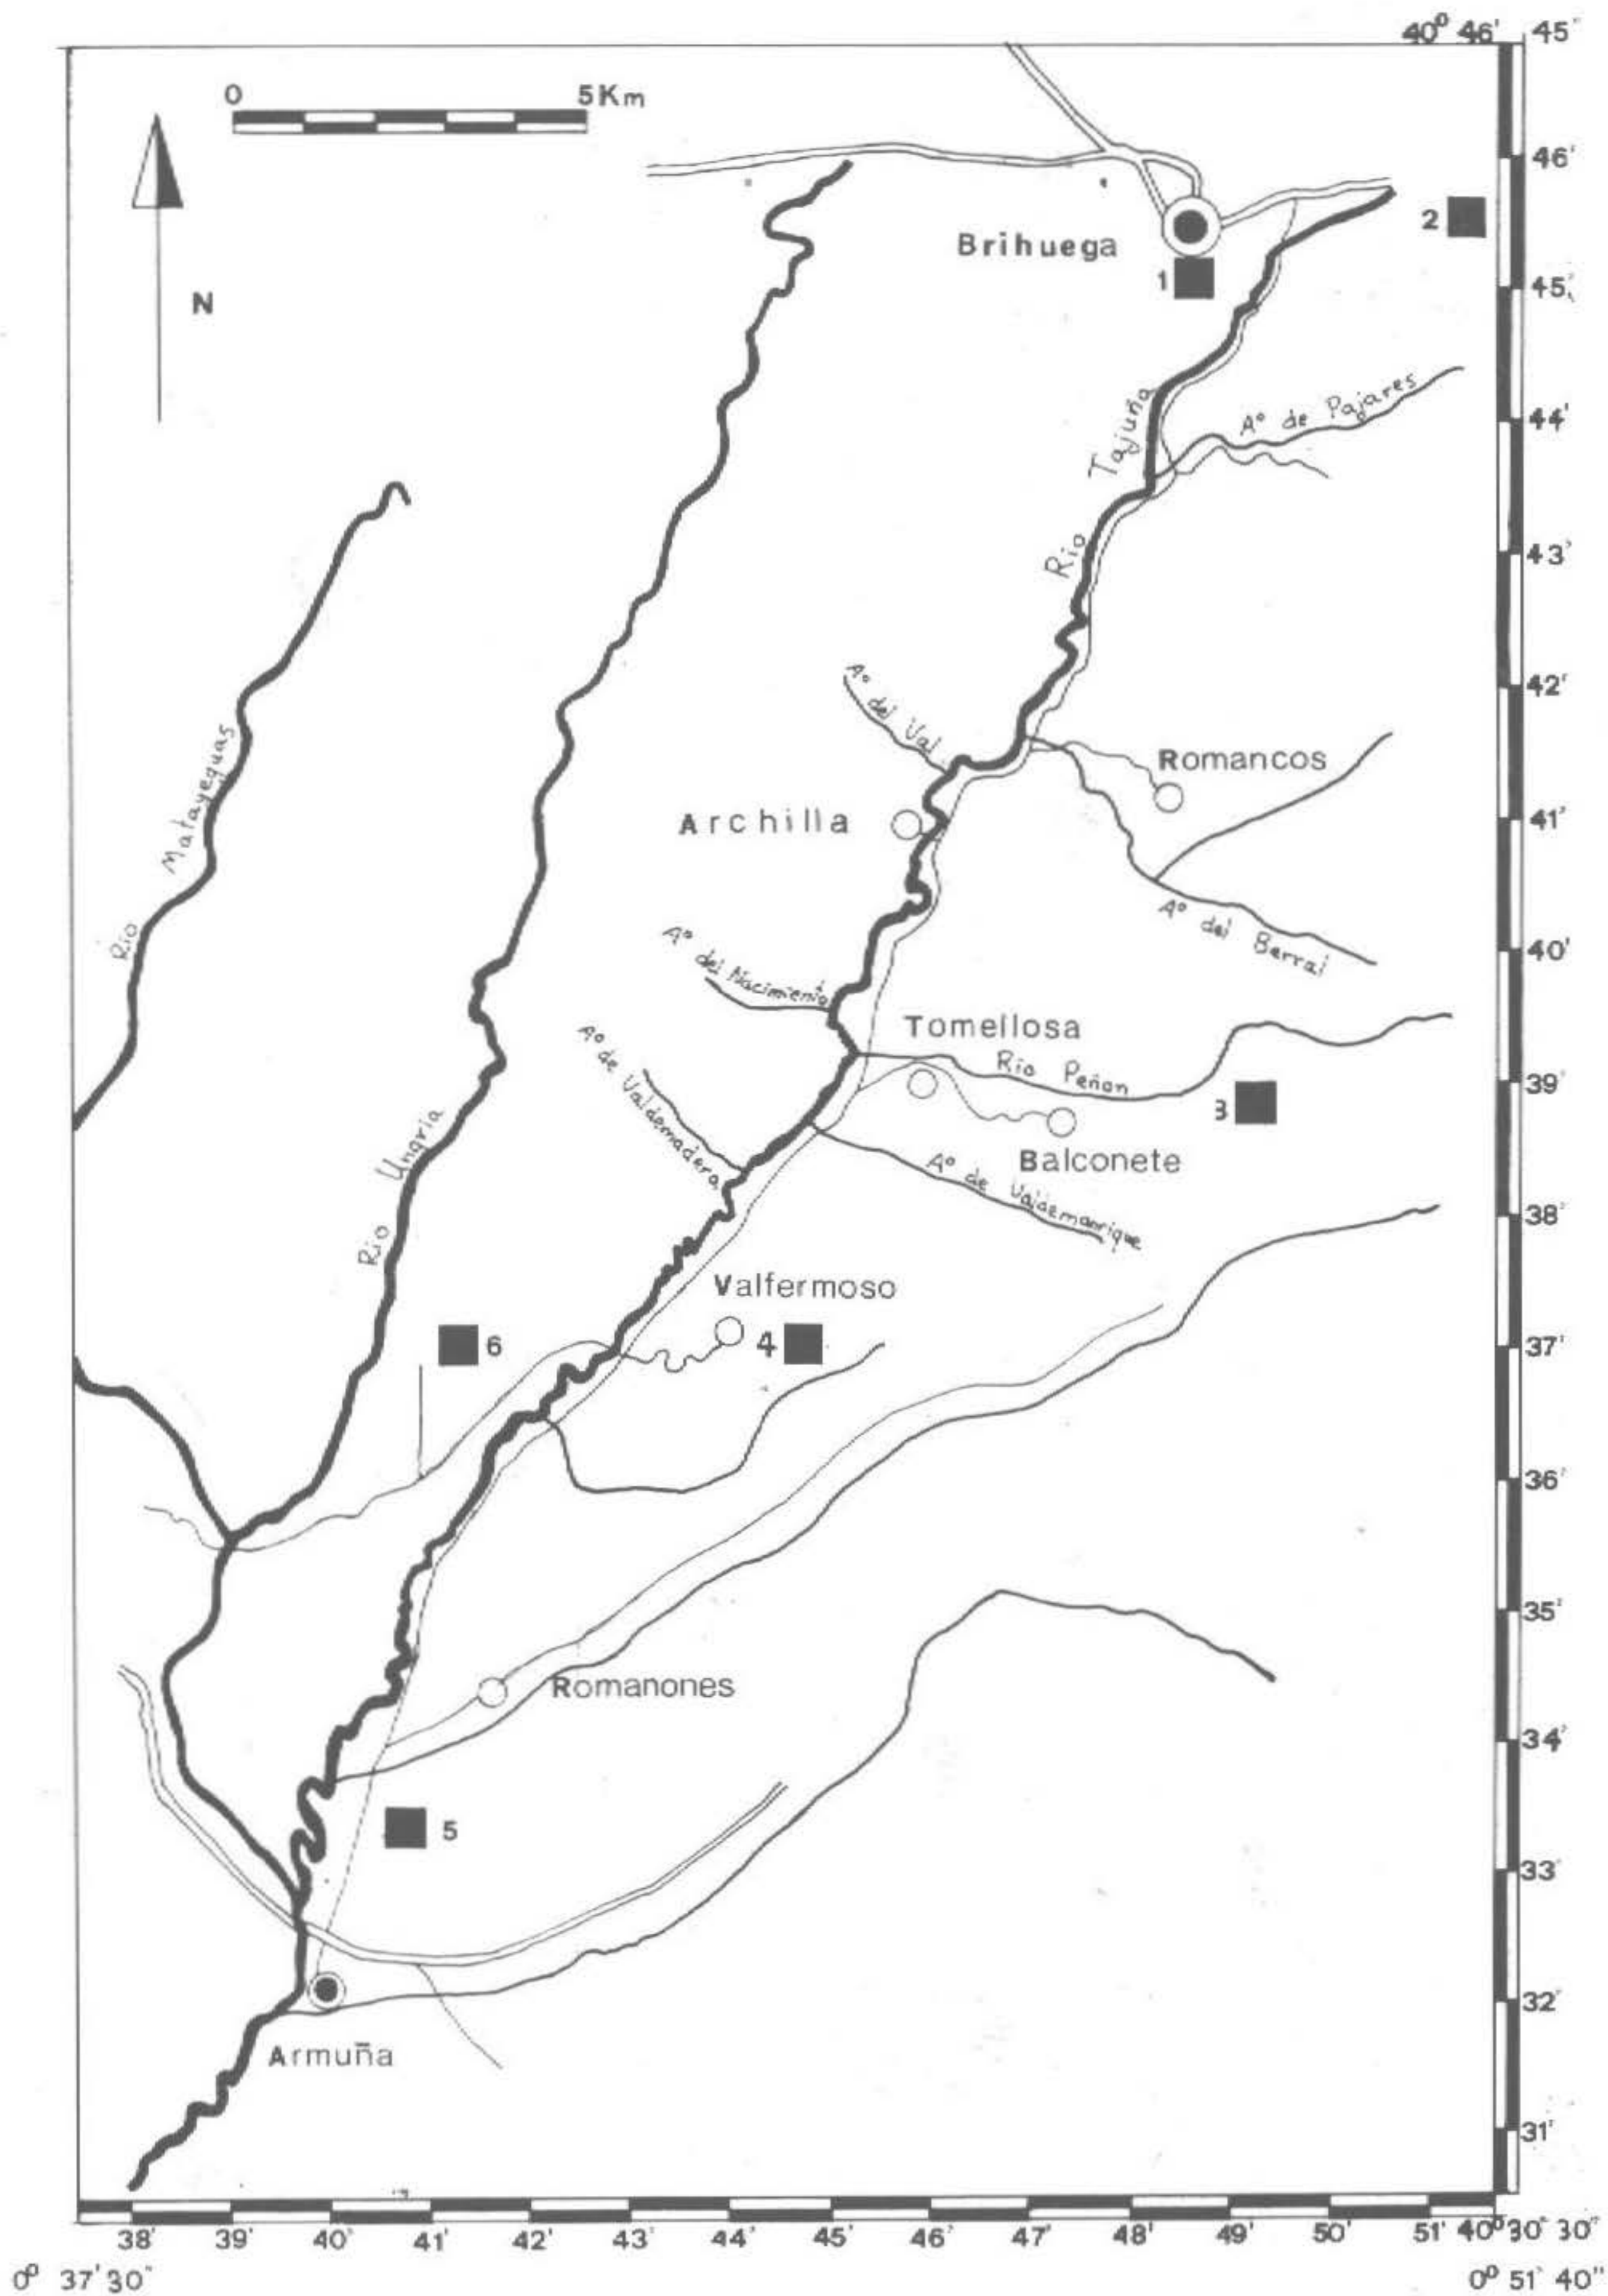 40º 46' 45"
0 5Km
46'
2
Brihuega
1
45'
N
Tajuña
Aº de Pajares
44'
Rio
43'
Aº del Val
42'
Romancos
Matayeguas
Archilla
41'
Rio
Aº del Berral
Aº del Nacimiento
40'
Tomellosa
Aº de Valdemadera
Rio Peñon
39'
3
Ungria
Balconete
Aº de Valdemanrique
38'
Rio
Valfermoso
6
4
37'
36'
35'
Romanones
34'
5
33'
32'
Armuña
31'
38' 39' 40' 41' 42' 43' 44' 45' 46' 47' 48' 49' 50' 51' 40º 30' 30"
0º 37' 30" 0º 51' 40"